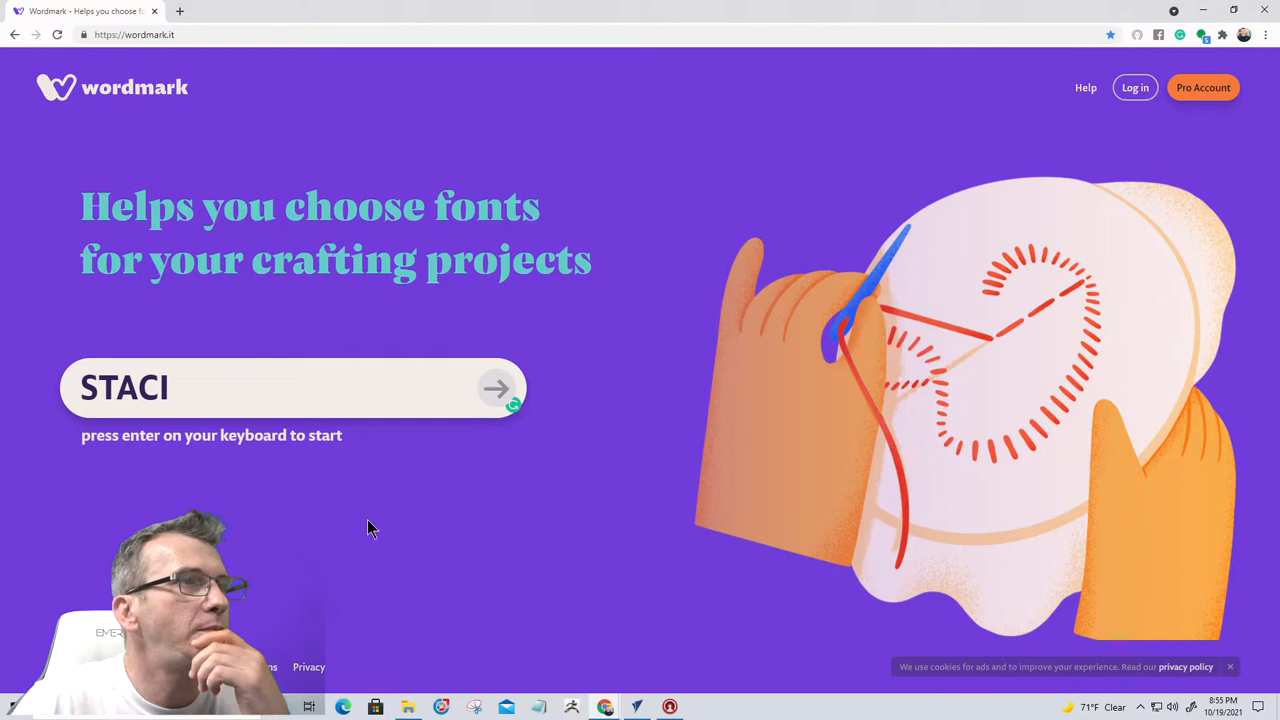 Wordmark - Helps you choose fo
https://wordmark.it
wordmark
Help
Log in
Pro Account
Helps you choose fonts
for your crafting projects
STACI
press enter on your keyboard to start
Privacy
We use cookies for ads and to improve your experience. Read our privacy policy
71°F Clear
8:55 PM
10/19/2021